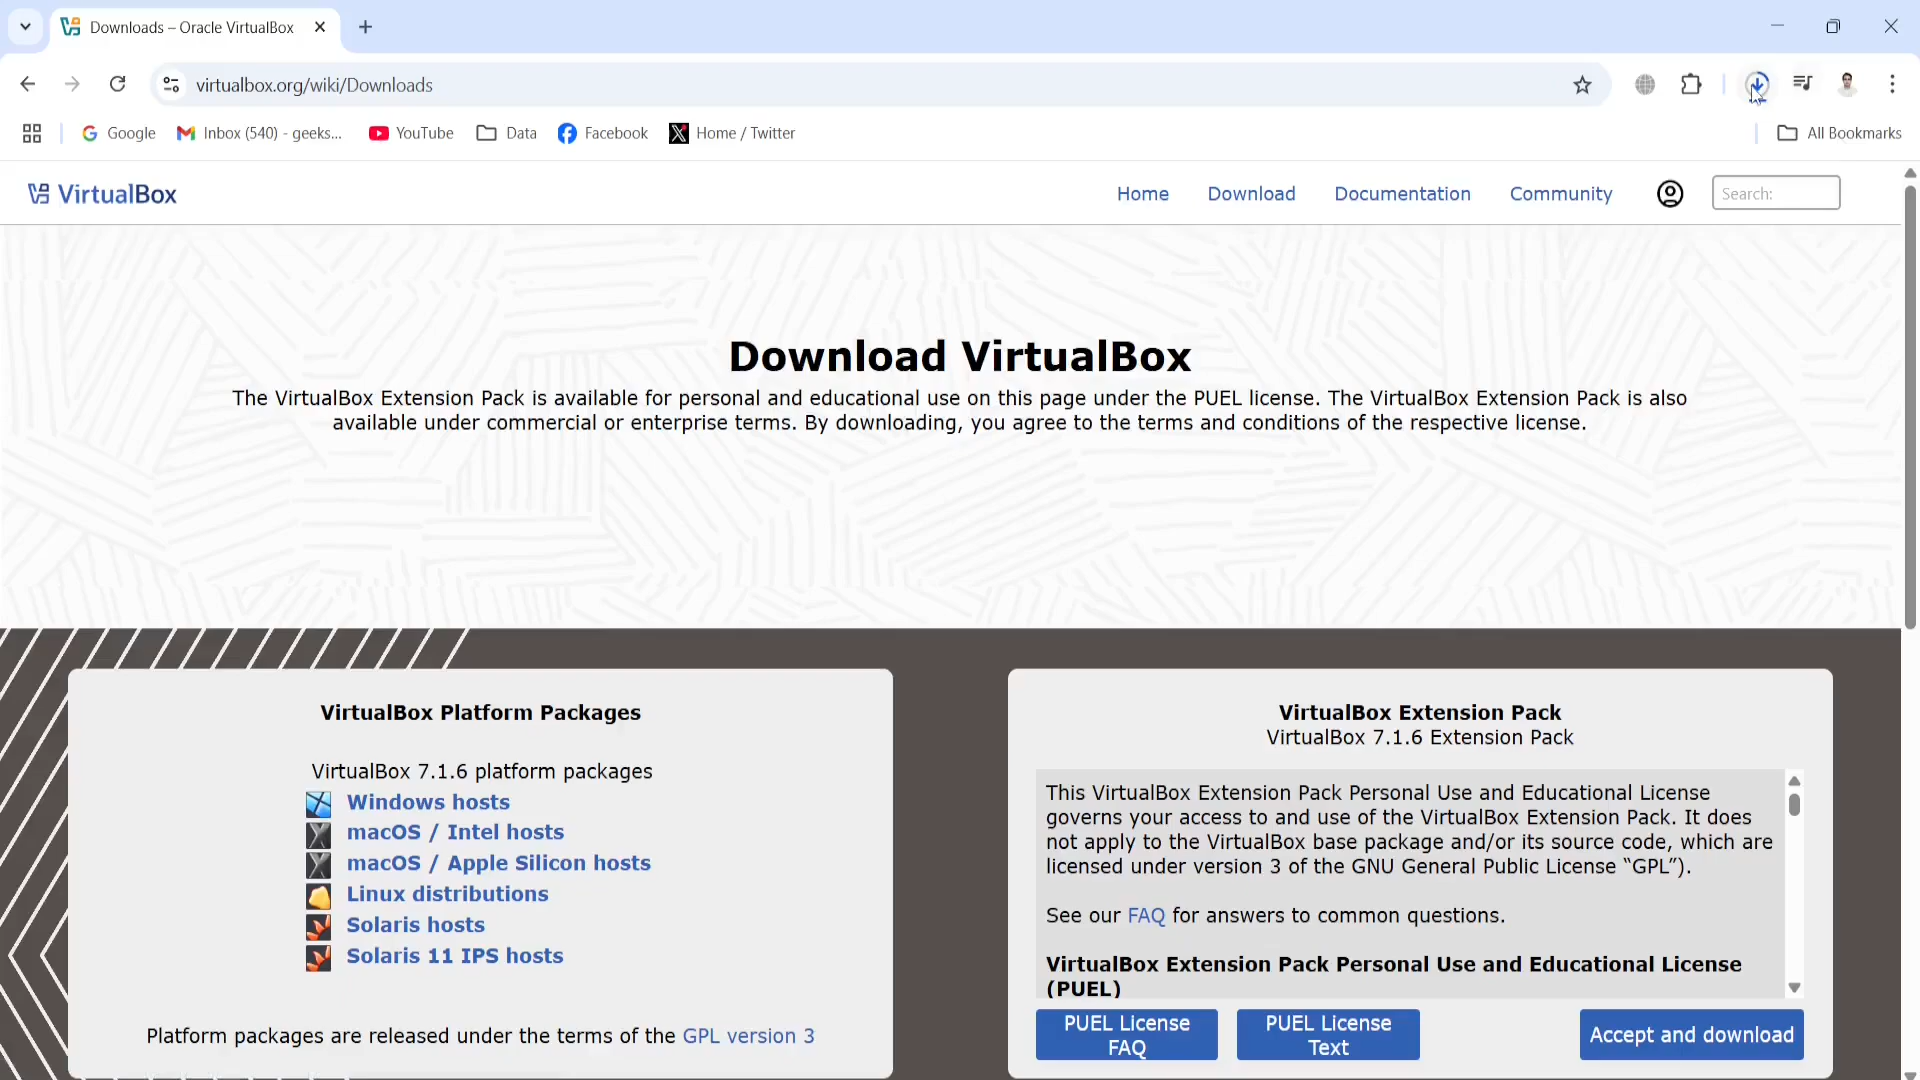 Downloads – Oracle VirtualBox
virtualbox.org/wiki/Downloads
Google
Inbox (540) - geeks...
YouTube
Data
Facebook
Home / Twitter
All Bookmarks
VirtualBox
Home
Download
Documentation
Community
Search:
Download VirtualBox
The VirtualBox Extension Pack is available for personal and educational use on this page under the PUEL license. The VirtualBox Extension Pack is also
available under commercial or enterprise terms. By downloading, you agree to the terms and conditions of the respective license.
VirtualBox Platform Packages
VirtualBox 7.1.6 platform packages
Windows hosts
macOS / Intel hosts
macOS / Apple Silicon hosts
Linux distributions
Solaris hosts
Solaris 11 IPS hosts
Platform packages are released under the terms of the GPL version 3
VirtualBox Extension Pack
VirtualBox 7.1.6 Extension Pack
This VirtualBox Extension Pack Personal Use and Educational License
governs your access to and use of the VirtualBox Extension Pack. It does
not apply to the VirtualBox base package and/or its source code, which are
licensed under version 3 of the GNU General Public License “GPL”).
See our FAQ for answers to common questions.
VirtualBox Extension Pack Personal Use and Educational License
(PUEL)
PUEL License
FAQ
PUEL License
Text
Accept and download